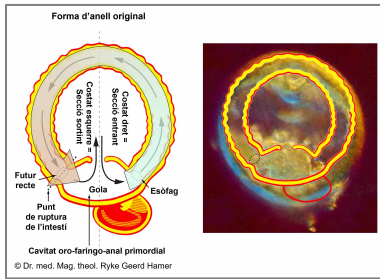 Forma d'anell original
Costat esquerre =
Secció sortint
Costat dret =
Secció entrant
Futur
recte
Gola
Esòfag
Punt
de ruptura
de l'intestí
Cavitat oro-faringo-anal primordial
© Dr. med. Mag. theol. Ryke Geerd Hamer